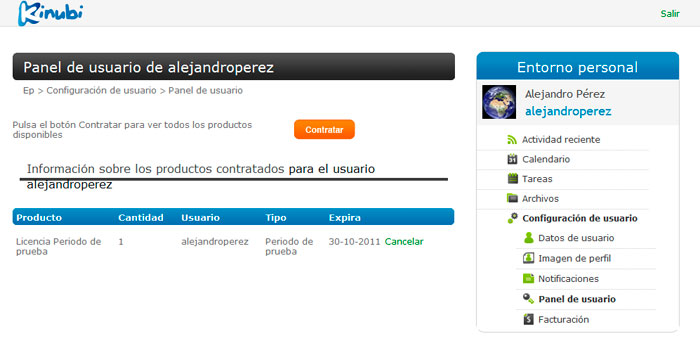 Kinubi
Salir
Panel de usuario de alejandroperez
Ep > Configuración de usuario > Panel de usuario
Pulsa el botón Contratar para ver todos los productos
disponibles
Contratar
Información sobre los productos contratados para el usuario
alejandroperez
Producto Cantidad Usuario Tipo Expira
Licencia Periodo de 1 alejandroperez Periodo de 30-10-2011 Cancelar
prueba prueba
Entorno personal
Alejandro Pérez
alejandroperez
Actividad reciente
31 Calendario
Tareas
Archivos
Configuración de usuario
Datos de usuario
Imagen de perfil
Notificaciones
Panel de usuario
$ Facturación